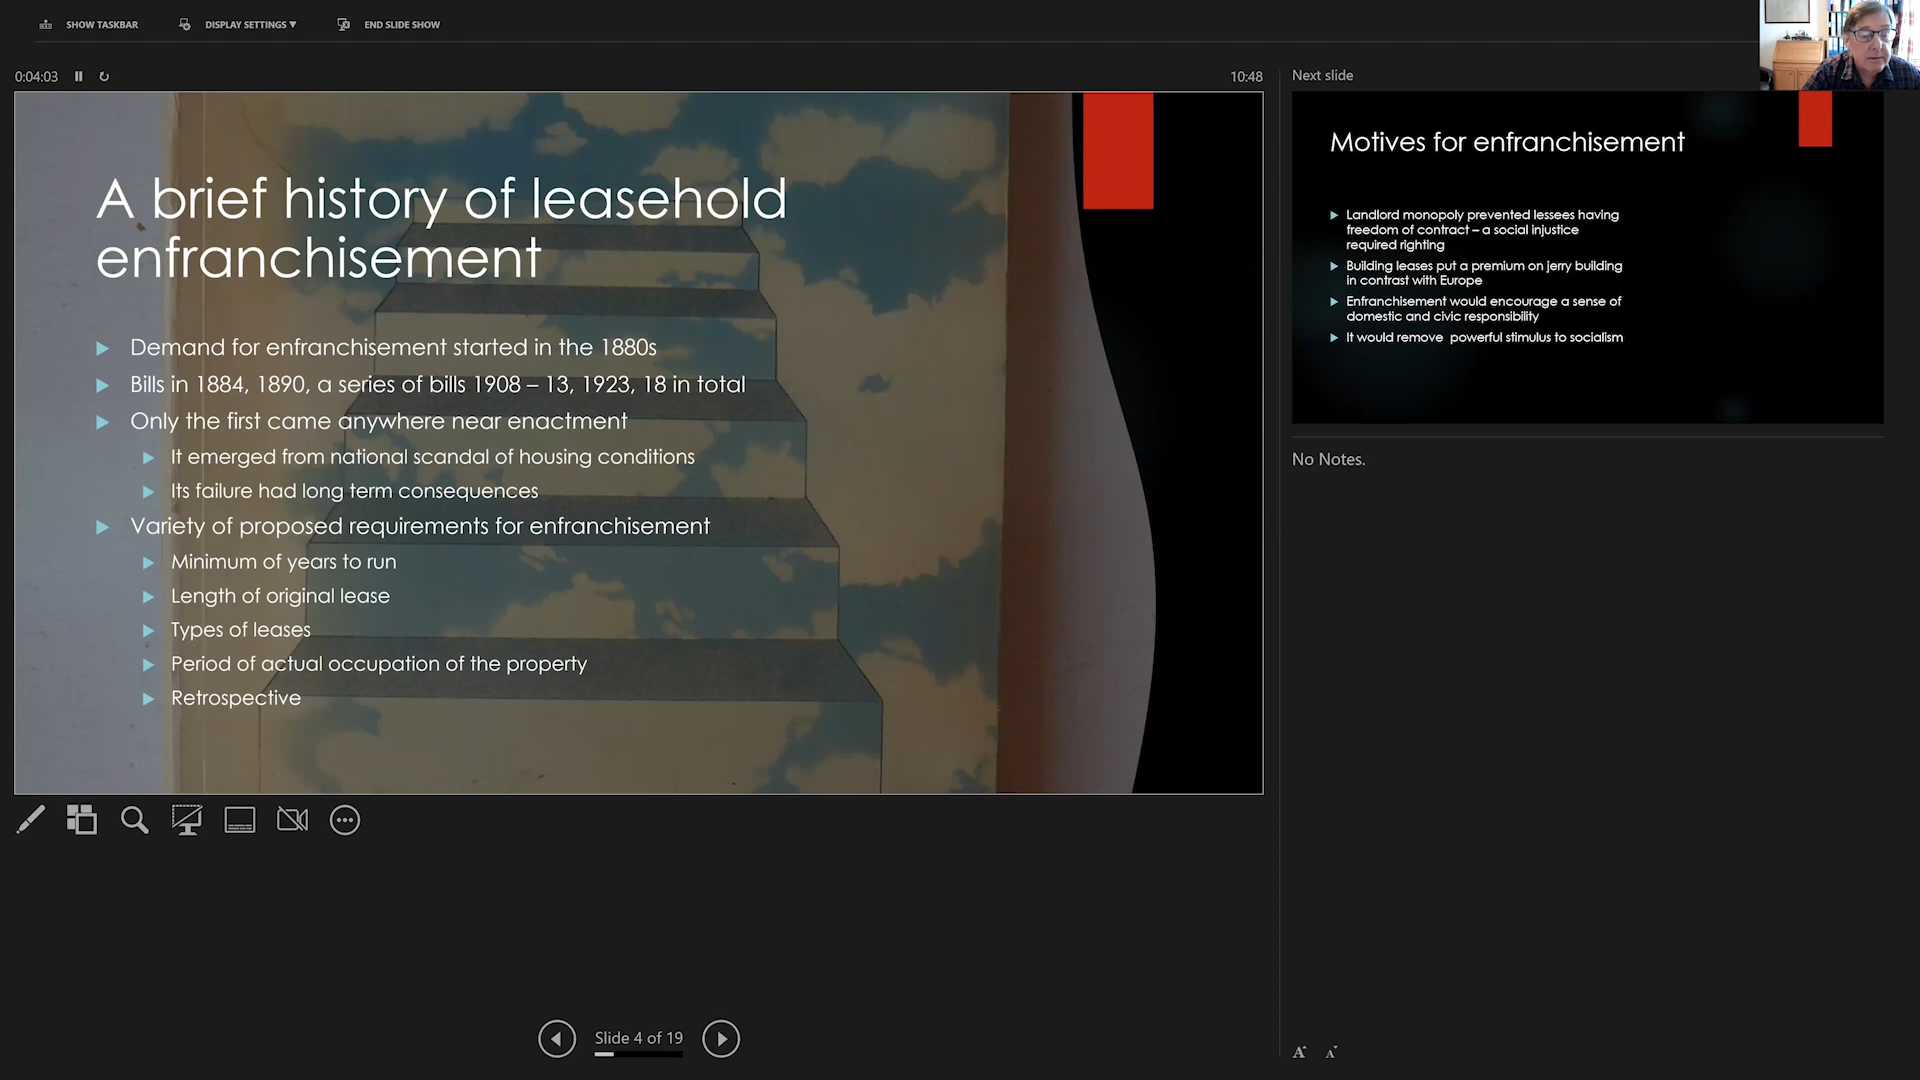 SHOW TASKBAR
DISPLAY SETTINGS ▼
END SLIDE SHOW
0:04:03
10:48
A brief history of leasehold
enfranchisement
Demand for enfranchisement started in the 1880s
Bills in 1884, 1890, a series of bills 1908 – 13, 1923, 18 in total
Only the first came anywhere near enactment
It emerged from national scandal of housing conditions
Its failure had long term consequences
Variety of proposed requirements for enfranchisement
Minimum of years to run
Length of original lease
Types of leases
Period of actual occupation of the property
Retrospective
Slide 4 of 19
Next slide
Motives for enfranchisement
Landlord monopoly prevented lessees having
freedom of contract – a social injustice
required righting
Building leases put a premium on jerry building
in contrast with Europe
Enfranchisement would encourage a sense of
domestic and civic responsibility
It would remove  powerful stimulus to socialism
No Notes.
A A